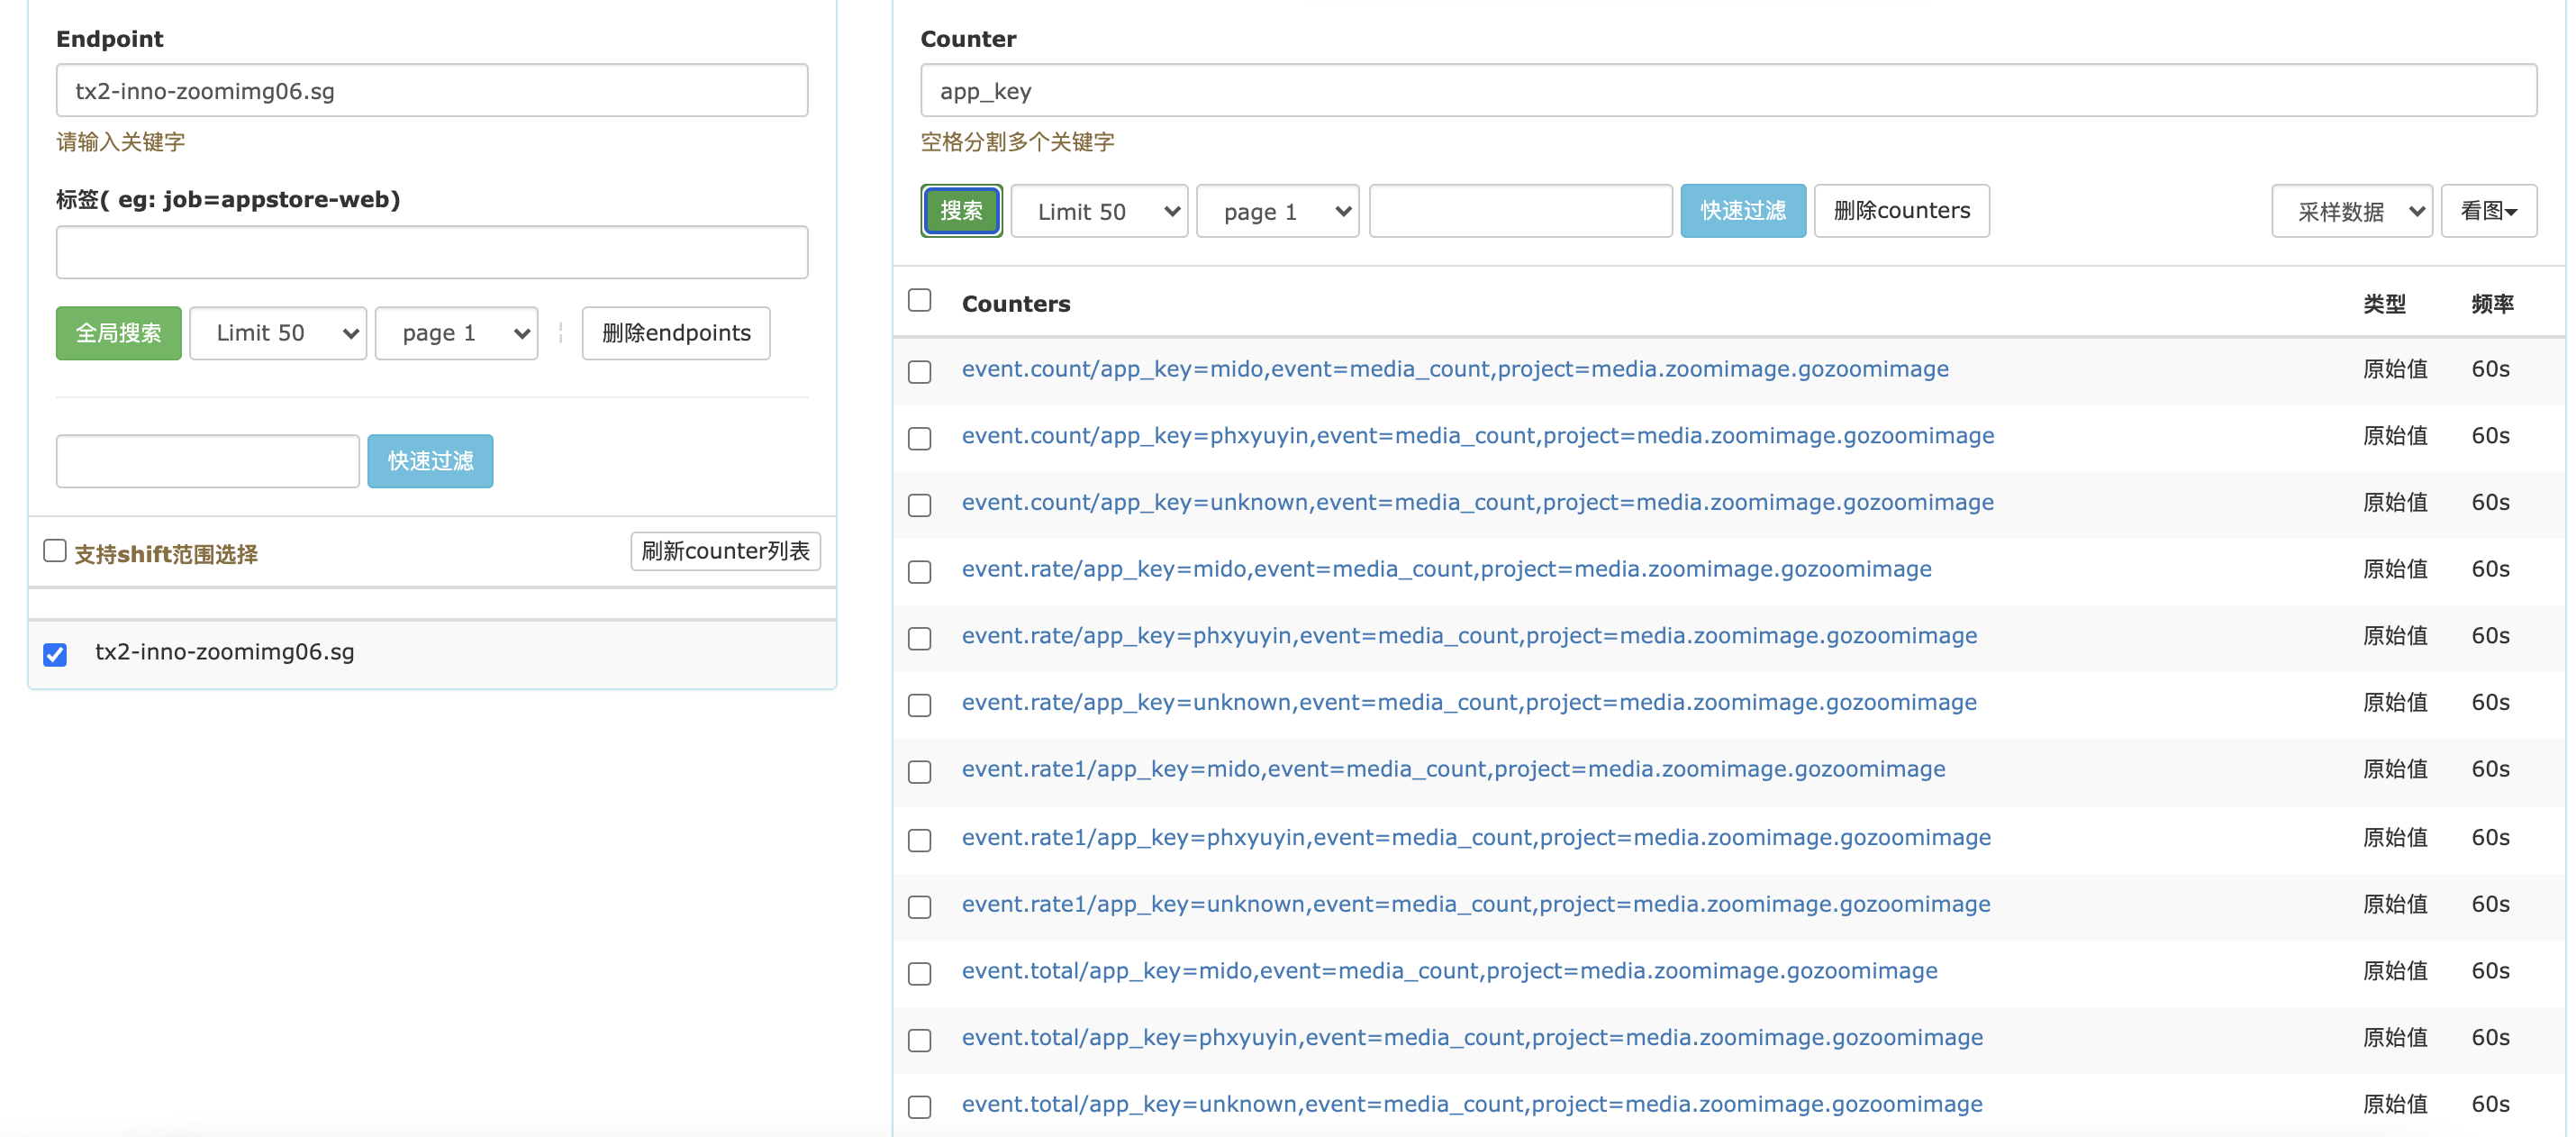 Endpoint
tx2-inno-zoomimg06.sg
请输入关键字
标签( eg: job=appstore-web)
全局搜索 Limit 50 page 1 删除endpoints
快速过滤
支持shift范围选择 刷新counter列表
tx2-inno-zoomimg06.sg
Counter
app_key
空格分割多个关键字
搜索 Limit 50 page 1 快速过滤 删除counters 采样数据 看图
Counters 类型 频率
event.count/app_key=mido,event=media_count,project=media.zoomimage.gozoomimage 原始值 60s
event.count/app_key=phxyuyin,event=media_count,project=media.zoomimage.gozoomimage 原始值 60s
event.count/app_key=unknown,event=media_count,project=media.zoomimage.gozoomimage 原始值 60s
event.rate/app_key=mido,event=media_count,project=media.zoomimage.gozoomimage 原始值 60s
event.rate/app_key=phxyuyin,event=media_count,project=media.zoomimage.gozoomimage 原始值 60s
event.rate/app_key=unknown,event=media_count,project=media.zoomimage.gozoomimage 原始值 60s
event.rate1/app_key=mido,event=media_count,project=media.zoomimage.gozoomimage 原始值 60s
event.rate1/app_key=phxyuyin,event=media_count,project=media.zoomimage.gozoomimage 原始值 60s
event.rate1/app_key=unknown,event=media_count,project=media.zoomimage.gozoomimage 原始值 60s
event.total/app_key=mido,event=media_count,project=media.zoomimage.gozoomimage 原始值 60s
event.total/app_key=phxyuyin,event=media_count,project=media.zoomimage.gozoomimage 原始值 60s
event.total/app_key=unknown,event=media_count,project=media.zoomimage.gozoomimage 原始值 60s